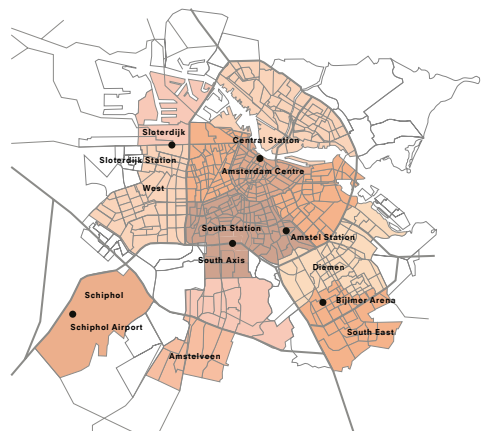 Sloterdijk
Central Station
Sloterdijk Station
Amsterdam Centre
West
South Station
Amstel Station
South Axis
Diemen
Schiphol
Bijlmer Arena
Schiphol Airport
South East
Amstelveen